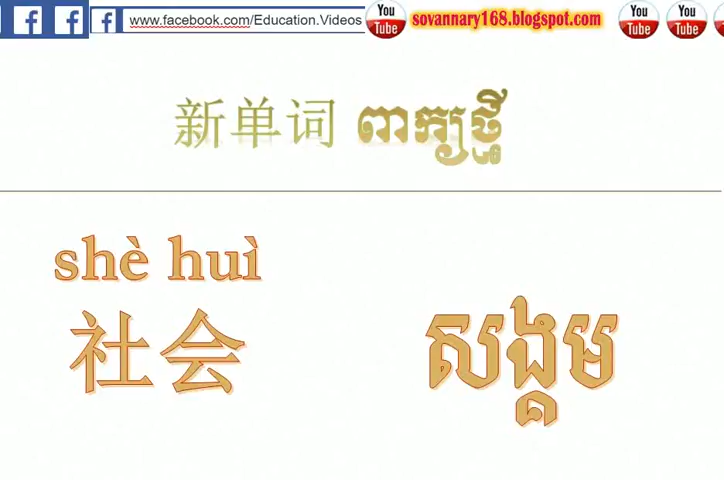 www.facebook.com/Education.Videos You Tube sovannary168.blogspot.com You Tube You Tube
新单词 ពាក្យថ្មី
shè huì
社会 សង្គម